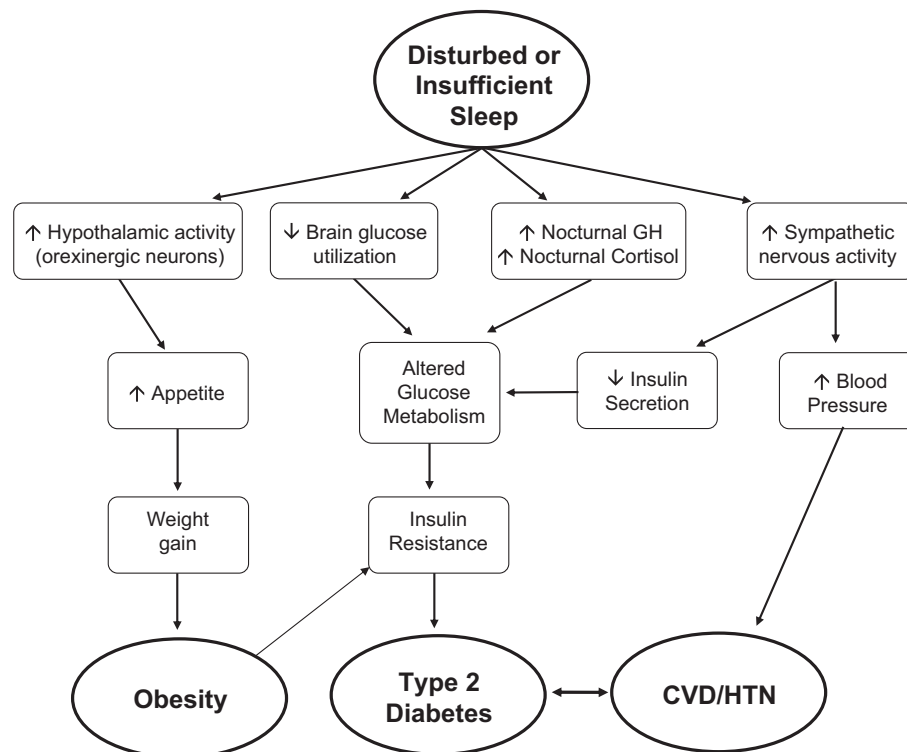 Disturbed or
Insufficient
Sleep
↑ Hypothalamic activity
(orexinergic neurons)
↓ Brain glucose
utilization
↑ Nocturnal GH
↑ Nocturnal Cortisol
↑ Sympathetic
nervous activity
↑ Appetite
Altered
Glucose
Metabolism
↓ Insulin
Secretion
↑ Blood
Pressure
Weight
gain
Insulin
Resistance
Obesity
Type 2
Diabetes
CVD/HTN